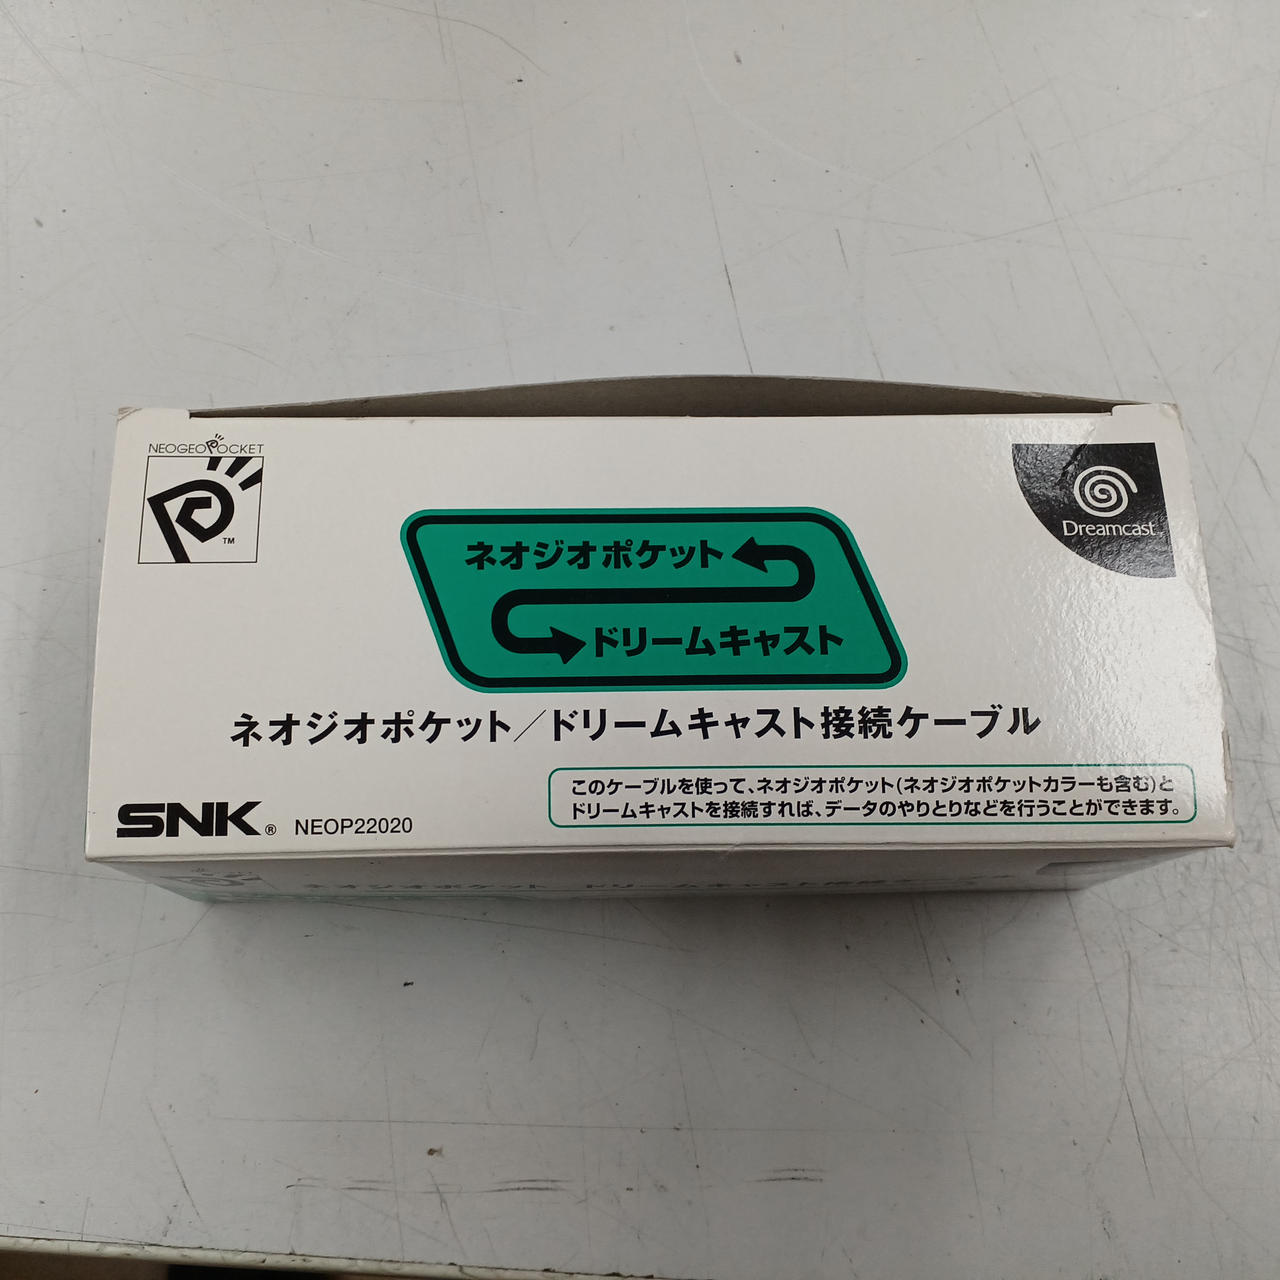 NEOGEO POCKET
TM
Dreamcast
ネオジオポケット
ドリームキャスト
ネオジオポケット／ドリームキャスト接続ケーブル
このケーブルを使って、ネオジオポケット(ネオジオポケットカラーも含む)と
ドリームキャストを接続すれば、データのやりとりなどを行うことができます。
SNK® NEOP22020